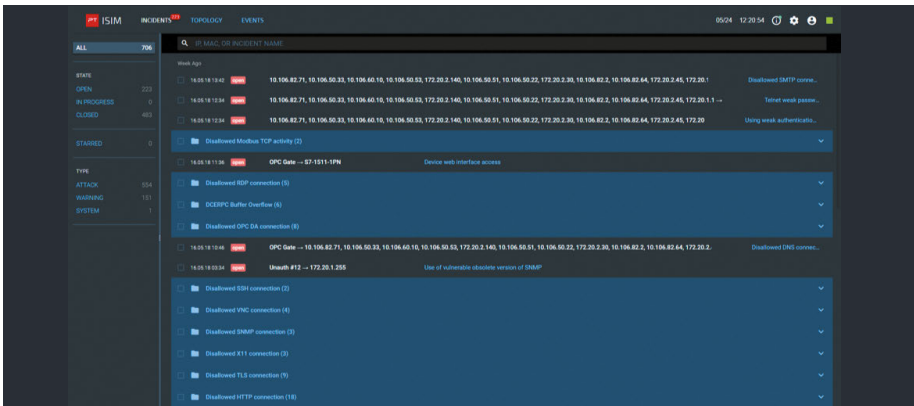 PT ISIM INCIDENTS 223 TOPOLOGY EVENTS 05/24 12:20:54
ALL 706
IP, MAC, OR INCIDENT NAME
Week Ago
STATE
OPEN 223
IN PROGRESS 0
CLOSED 483
STARRED 0
TYPE
ATTACK 554
WARNING 151
SYSTEM 1
16.05.18 13:42 open 10.106.82.71, 10.106.50.33, 10.106.60.10, 10.106.50.53, 172.20.2.140, 10.106.50.51, 10.106.50.22, 172.20.2.30, 10.106.82.2, 10.106.82.64, 172.20.2.45, 172.20.1 Disallowed SMTP conne...
16.05.18 12:34 open 10.106.82.71, 10.106.50.33, 10.106.60.10, 10.106.50.53, 172.20.2.140, 10.106.50.51, 10.106.50.22, 172.20.2.30, 10.106.82.2, 10.106.82.64, 172.20.2.45, 172.20.1.1 → Telnet weak passw...
16.05.18 12:34 open 10.106.82.71, 10.106.50.33, 10.106.60.10, 10.106.50.53, 172.20.2.140, 10.106.50.51, 10.106.50.22, 172.20.2.30, 10.106.82.2, 10.106.82.64, 172.20.2.45, 172.20 Using weak authenticatio...
Disallowed Modbus TCP activity (2)
16.05.18 11:36 open OPC Gate → S7-1511-1PN Device web interface access
Disallowed RDP connection (5)
DCERPC Buffer Overflow (6)
Disallowed OPC DA connection (8)
16.05.18 10:46 open OPC Gate → 10.106.82.71, 10.106.50.33, 10.106.60.10, 10.106.50.53, 172.20.2.140, 10.106.50.51, 10.106.50.22, 172.20.2.30, 10.106.82.2, 10.106.82.64, 172.20.2. Disallowed DNS connec...
16.05.18 03:34 open Unauth #12 → 172.20.1.255 Use of vulnerable obsolete version of SNMP
Disallowed SSH connection (2)
Disallowed VNC connection (4)
Disallowed SNMP connection (3)
Disallowed X11 connection (3)
Disallowed TLS connection (9)
Disallowed HTTP connection (18)